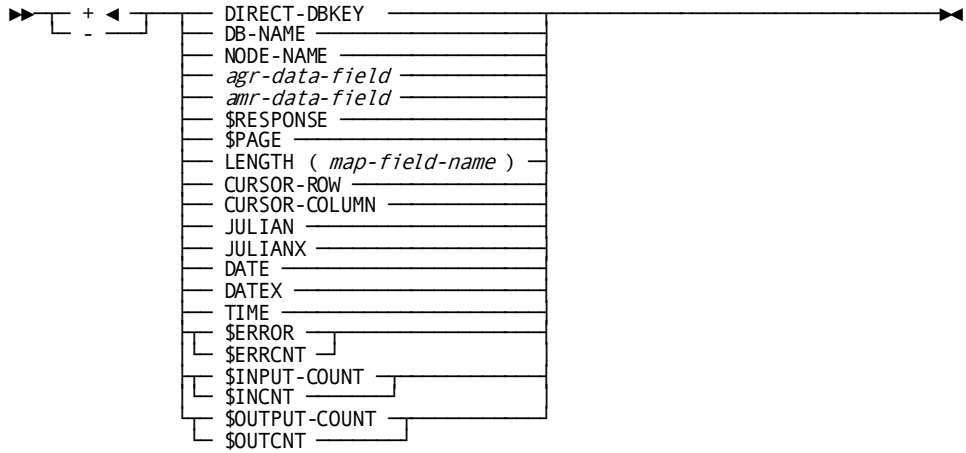 + DIRECT-DBKEY
- DB-NAME
NODE-NAME
agr-data-field
amr-data-field
$RESPONSE
$PAGE
LENGTH ( map-field-name )
CURSOR-ROW
CURSOR-COLUMN
JULIAN
JULIANX
DATE
DATEX
TIME
$ERROR
$ERRCNT
$INPUT-COUNT
$INCNT
$OUTPUT-COUNT
$OUTCNT